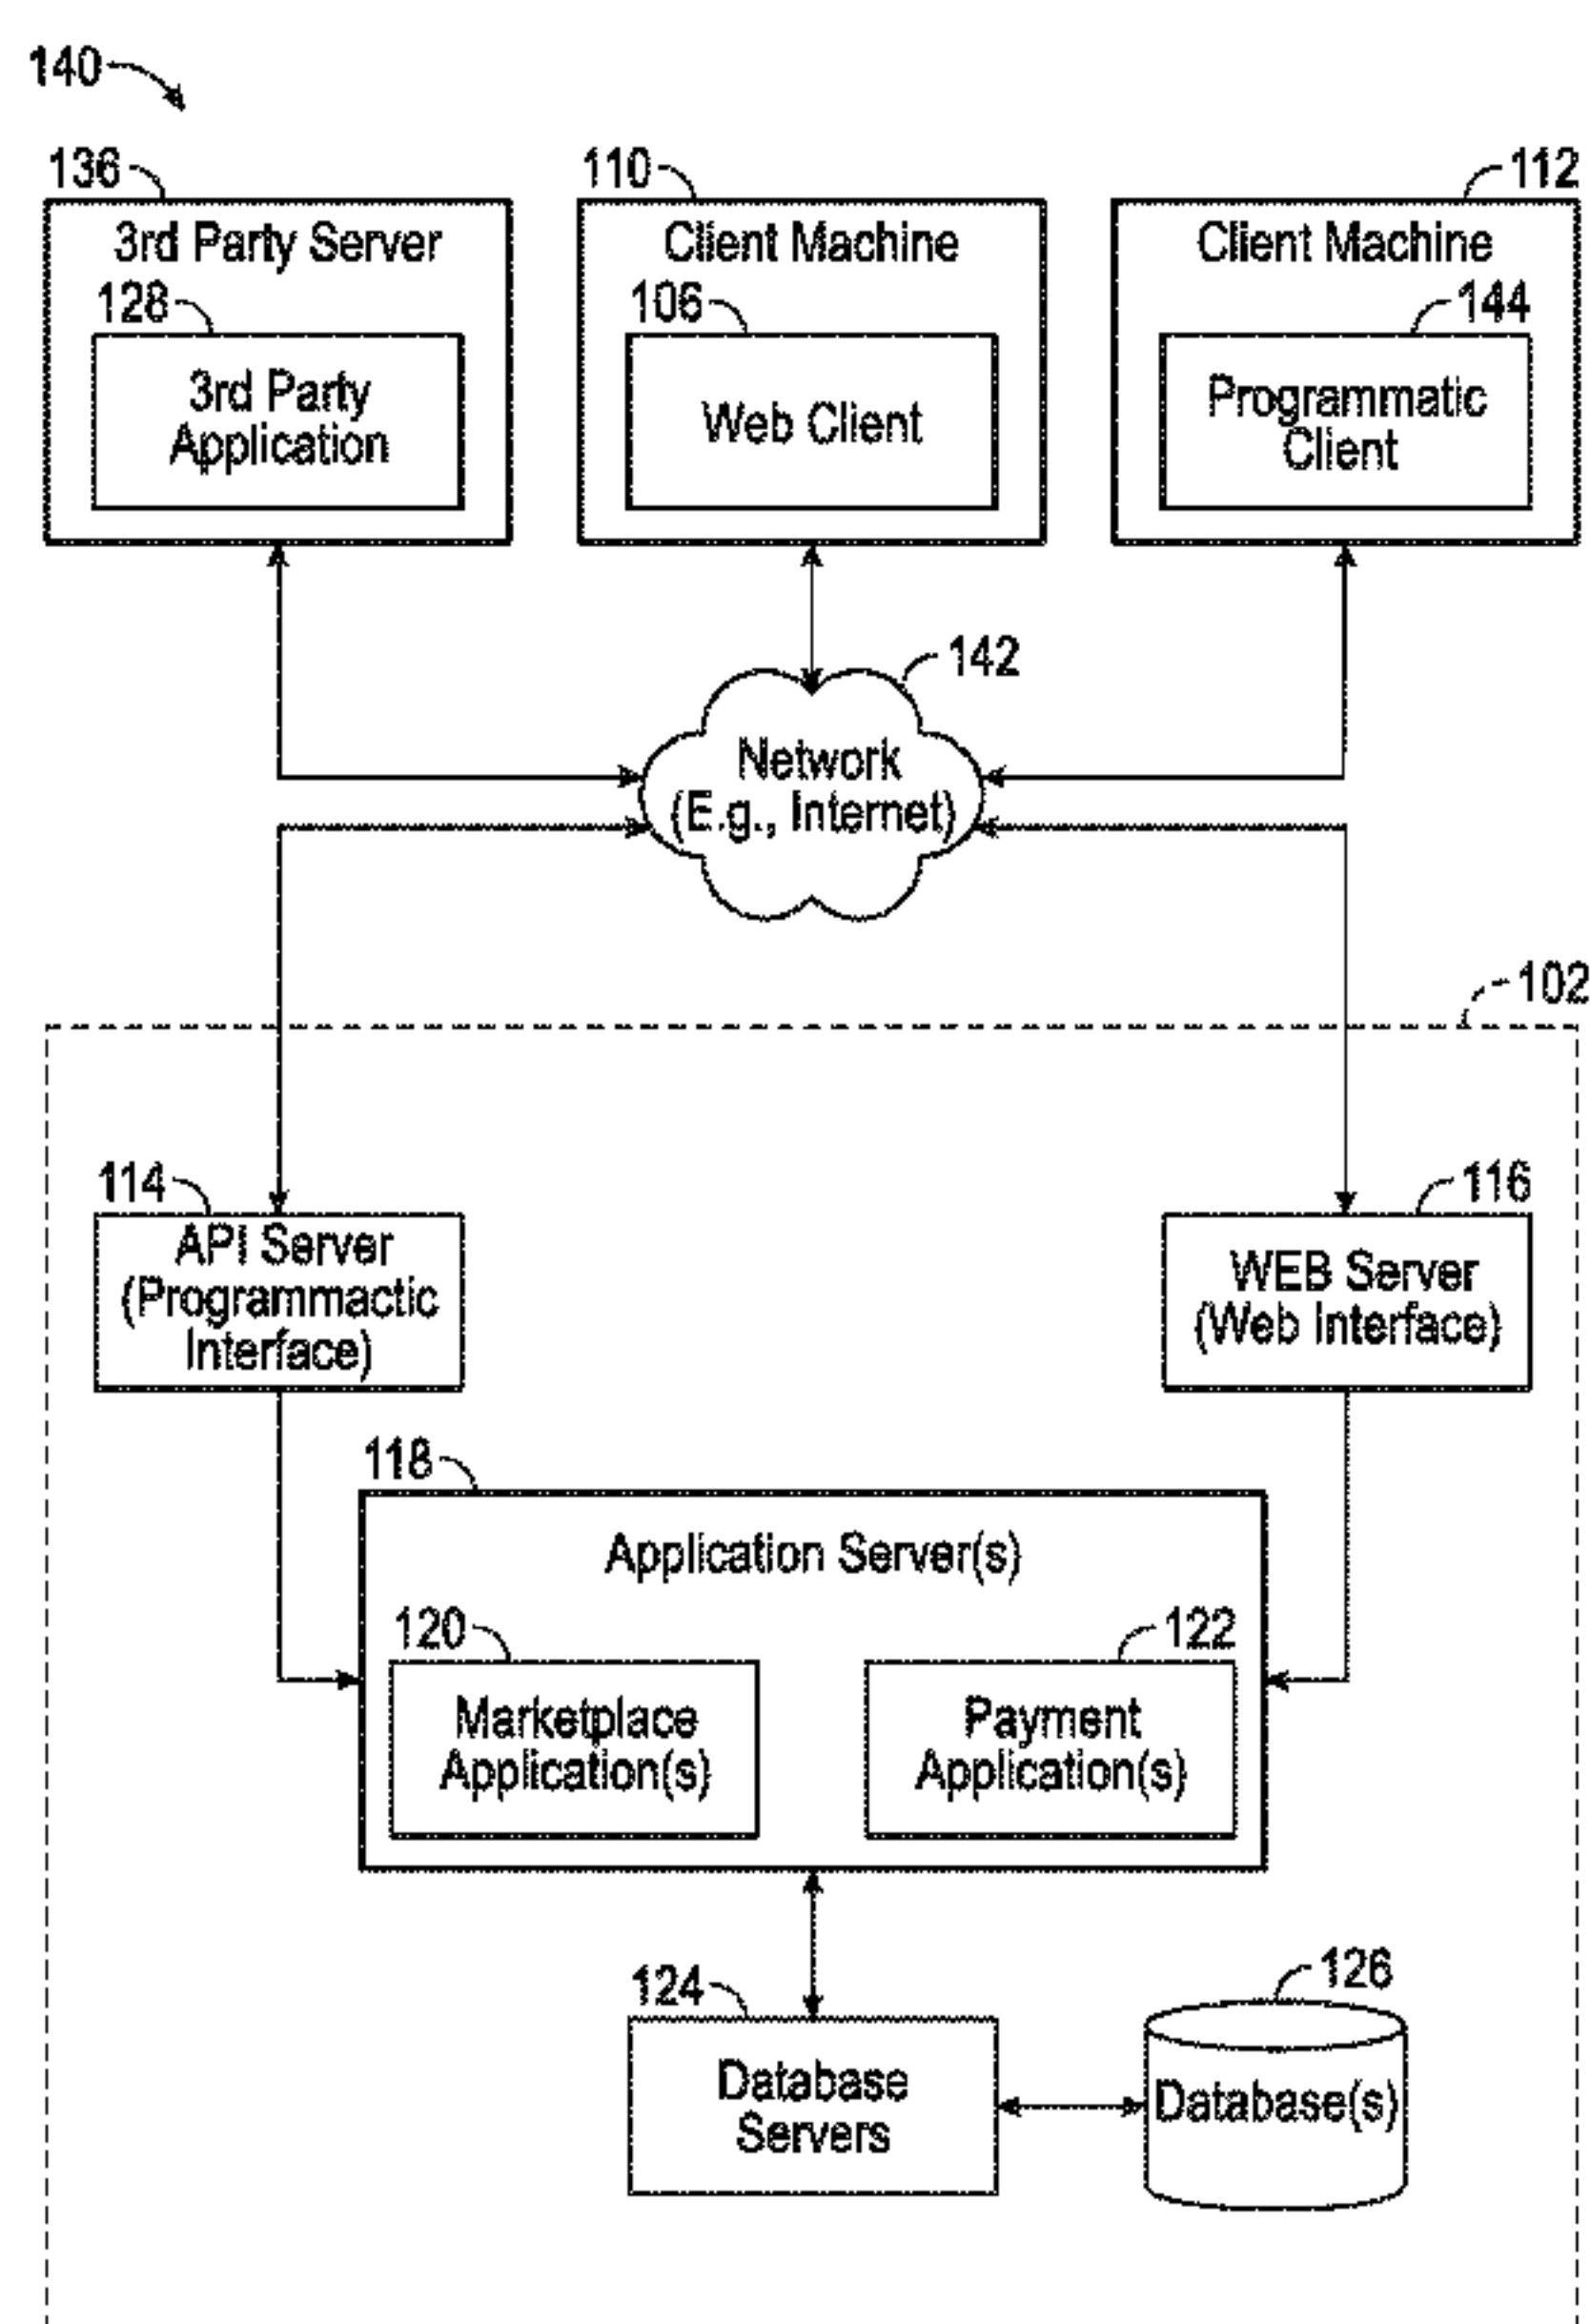 140
136
110
112
3rd Party Server
Client Machine
Client Machine
128
106
144
3rd Party
Application
Web Client
Programmatic
Client
142
Network
(E.g., Internet)
102
114
116
API Server
(Programmactic
Interface)
WEB Server
(Web Interface)
118
Application Server(s)
120
122
Marketplace
Application(s)
Payment
Application(s)
124
126
Database
Servers
Database(s)